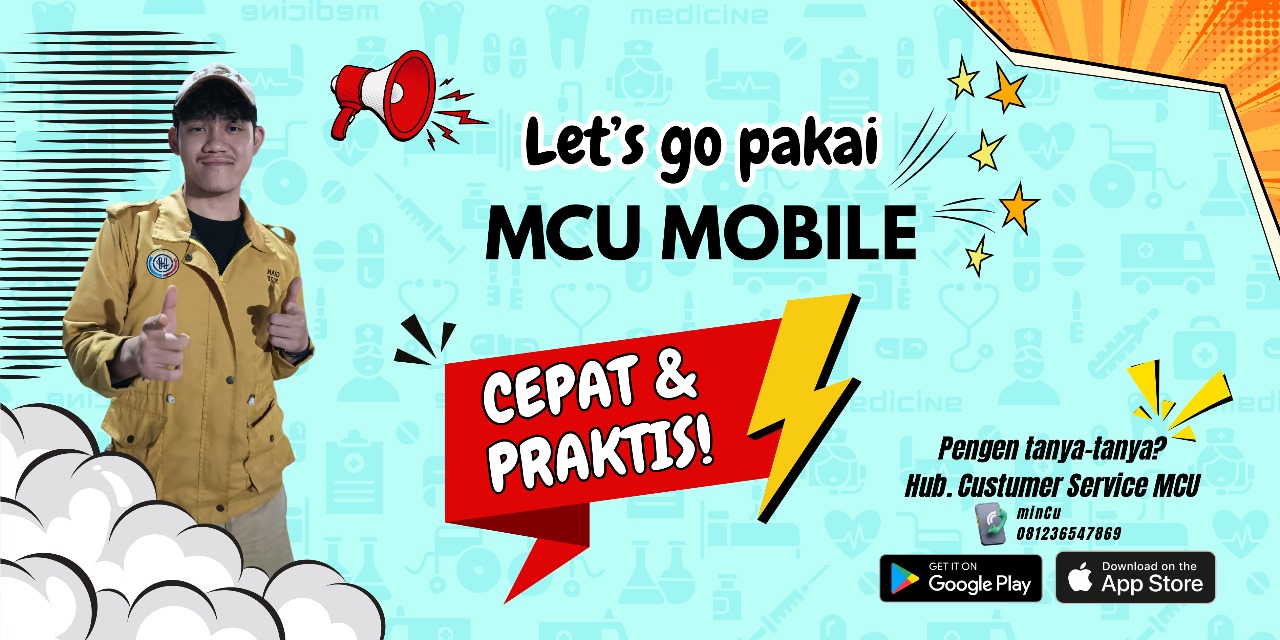 medicine
Let's go pakai
MCU MOBILE
CEPAT &
PRAKTIS!
Pengen tanya-tanya?
Hub. Custumer Service MCU
minCu
081236547869
GET IT ON
Google Play
Download on the
App Store